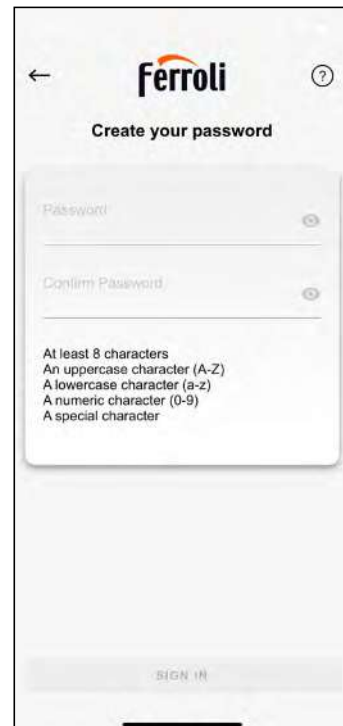 Ferroli
?
Create your password
Password
Confirm Password
At least 8 characters
An uppercase character (A-Z)
A lowercase character (a-z)
A numeric character (0-9)
A special character
SIGN IN